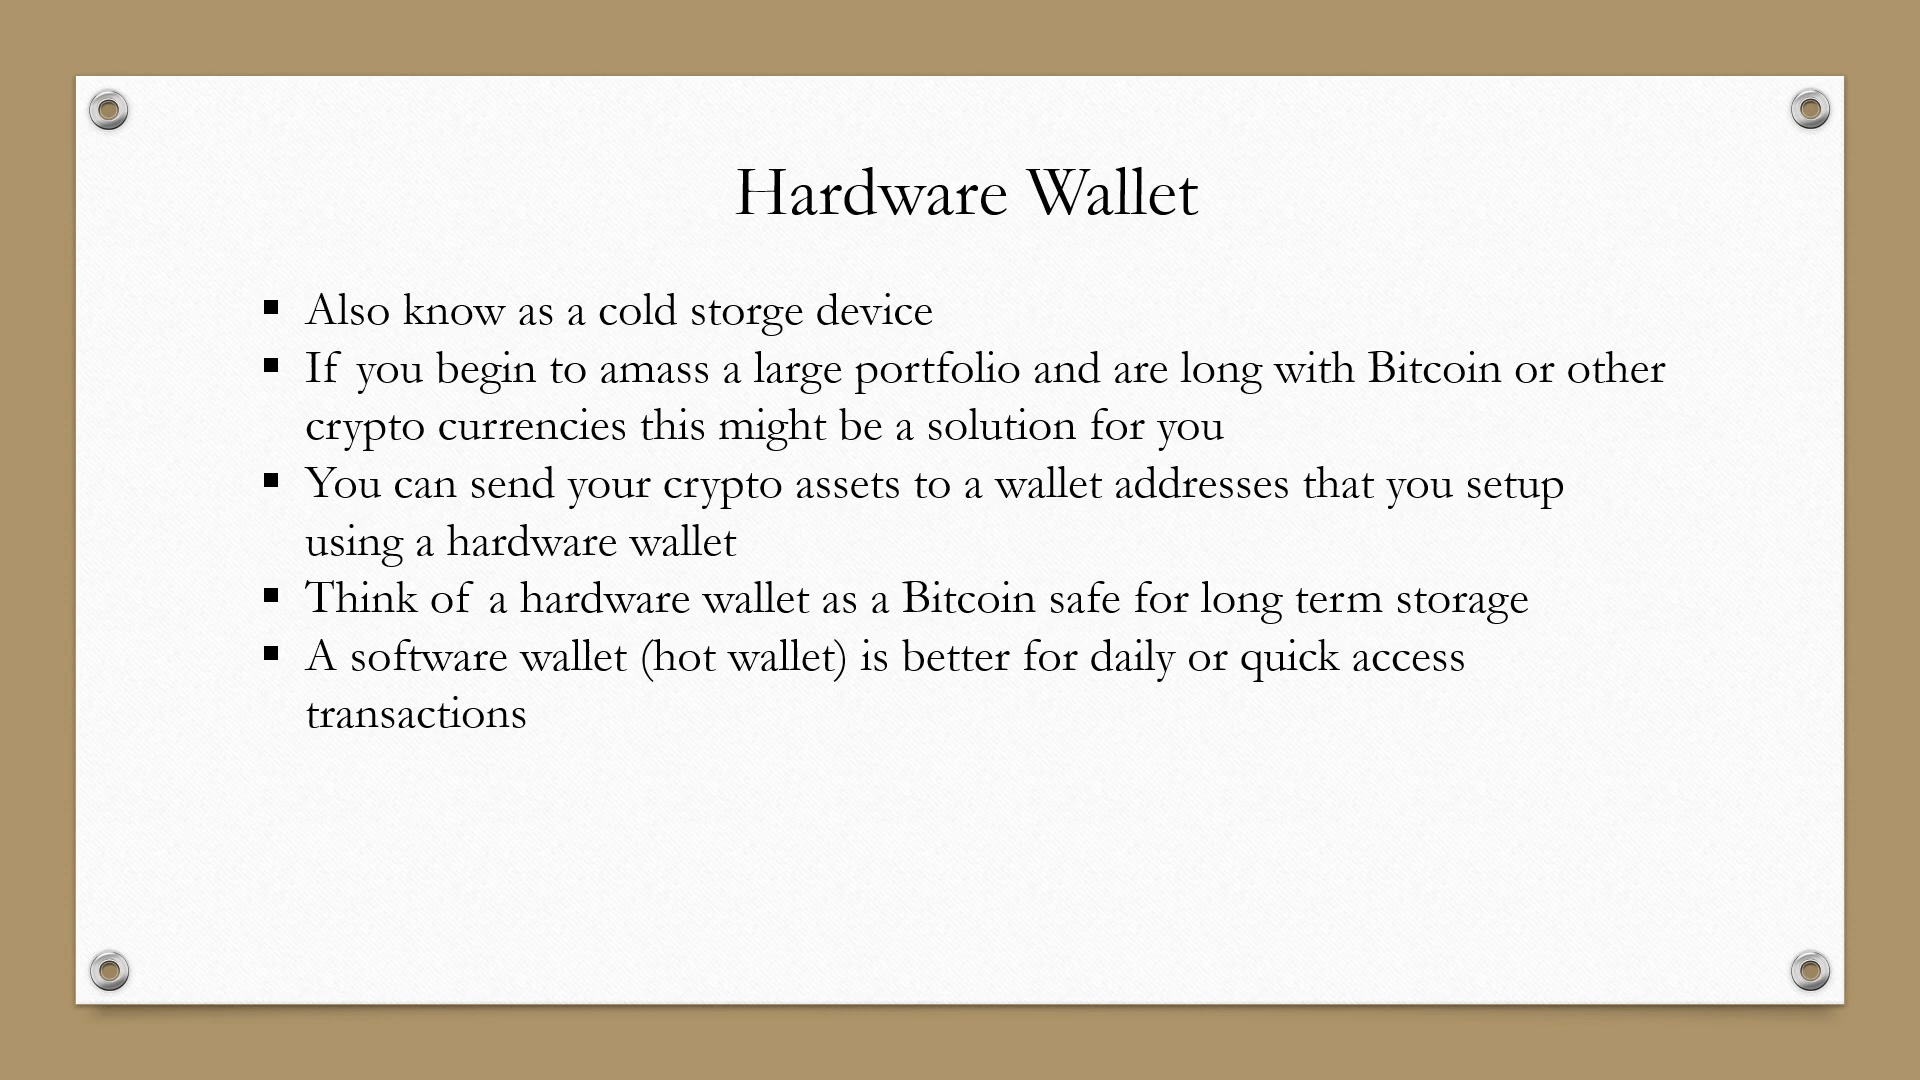 Hardware Wallet
▪ Also know as a cold storge device
▪ If you begin to amass a large portfolio and are long with Bitcoin or other
crypto currencies this might be a solution for you
▪ You can send your crypto assets to a wallet addresses that you setup
using a hardware wallet
▪ Think of a hardware wallet as a Bitcoin safe for long term storage
▪ A software wallet (hot wallet) is better for daily or quick access
transactions